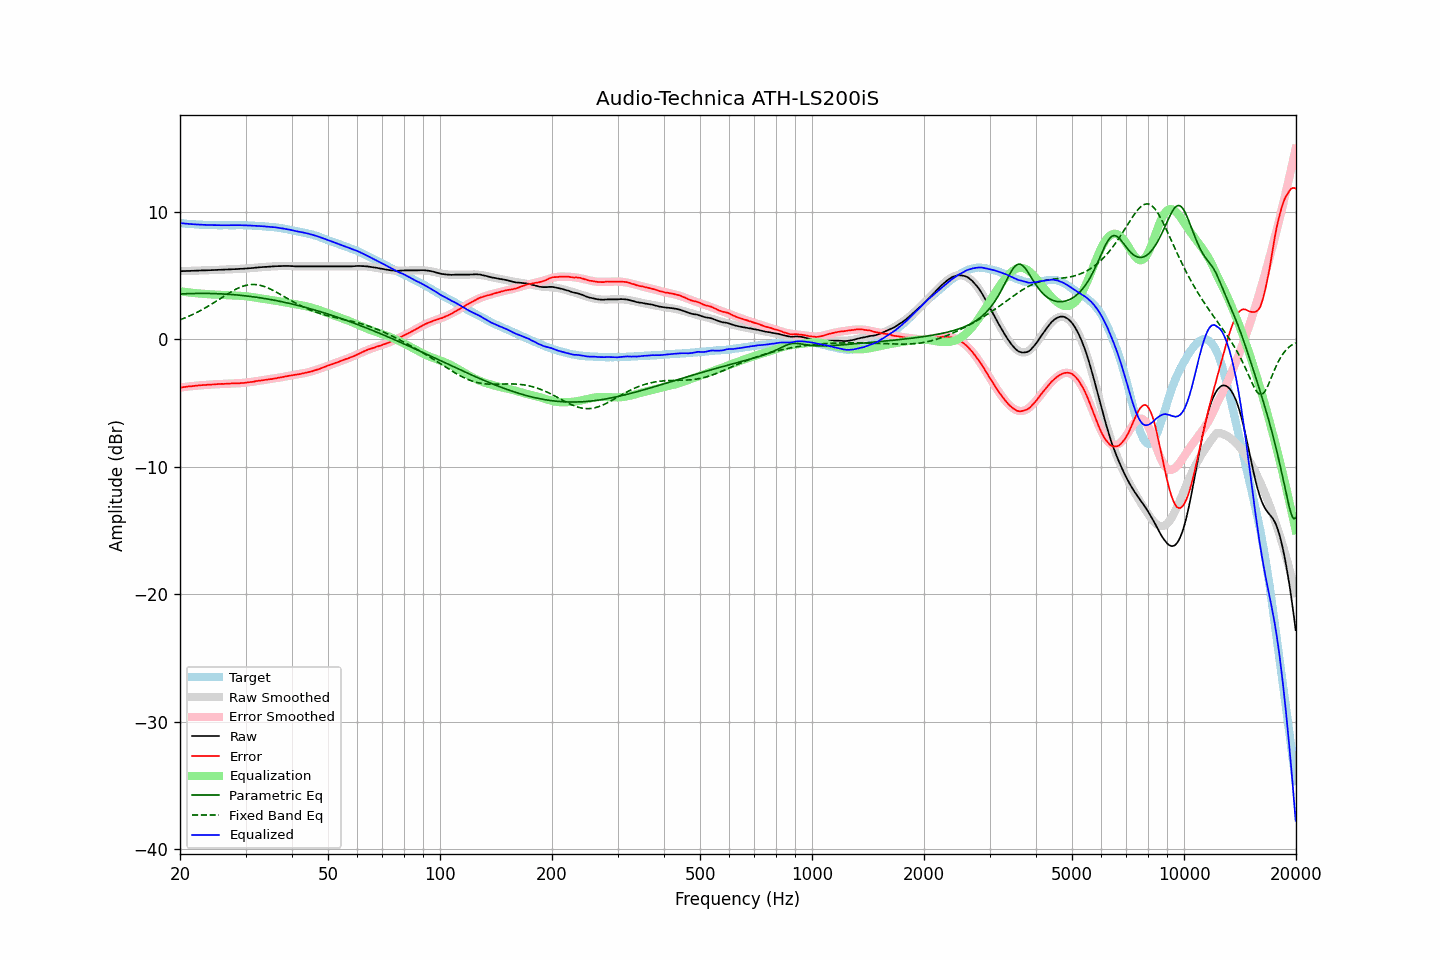 Audio-Technica ATH-LS200iS
Amplitude (dBr)
10
0
−10
−20
−30
−40
Target
Raw Smoothed
Error Smoothed
Raw
Error
Equalization
Parametric Eq
Fixed Band Eq
Equalized
20 50 100 200 500 1000 2000 5000 10000 20000
Frequency (Hz)